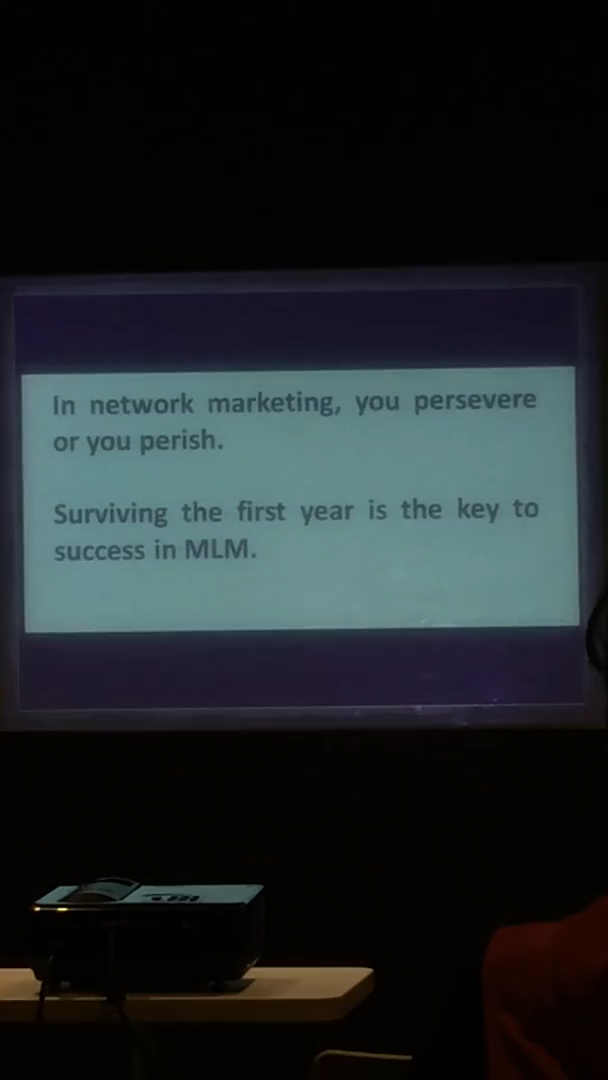 In network marketing, you persevere
or you perish.
Surviving the first year is the key to
success in MLM.